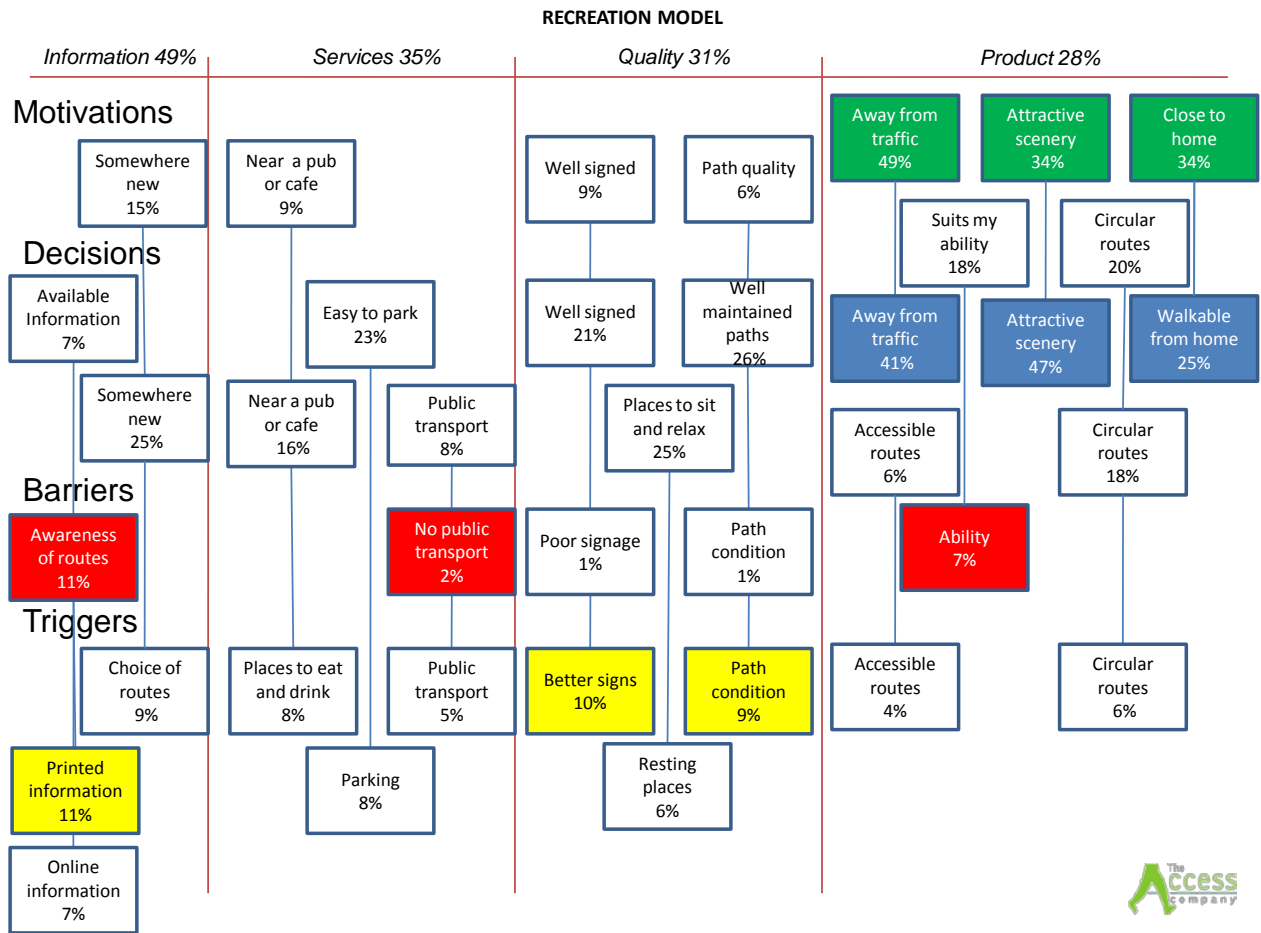 RECREATION MODEL
Information 49%
Services 35%
Quality 31%
Product 28%
Motivations
Somewhere
new
15%
Near a pub
or cafe
9%
Well signed
9%
Path quality
6%
Away from
traffic
49%
Attractive
scenery
34%
Close to
home
34%
Suits my
ability
18%
Circular
routes
20%
Decisions
Available
Information
7%
Somewhere
new
25%
Easy to park
23%
Near a pub
or cafe
16%
Public
transport
8%
Well signed
21%
Well
maintained
paths
26%
Places to sit
and relax
25%
Away from
traffic
41%
Attractive
scenery
47%
Walkable
from home
25%
Accessible
routes
6%
Circular
routes
18%
Barriers
Awareness
of routes
11%
No public
transport
2%
Poor signage
1%
Path
condition
1%
Ability
7%
Triggers
Choice of
routes
9%
Printed
information
11%
Online
information
7%
Places to eat
and drink
8%
Public
transport
5%
Parking
8%
Better signs
10%
Path
condition
9%
Resting
places
6%
Accessible
routes
4%
Circular
routes
6%
The
Access
company